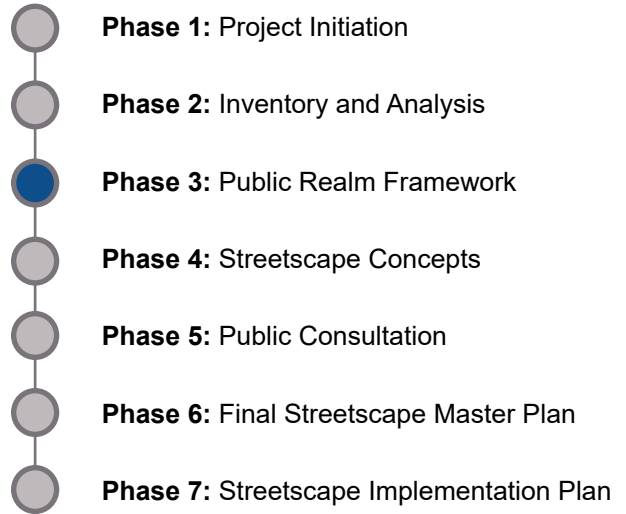 Phase 1: Project Initiation
Phase 2: Inventory and Analysis
Phase 3: Public Realm Framework
Phase 4: Streetscape Concepts
Phase 5: Public Consultation
Phase 6: Final Streetscape Master Plan
Phase 7: Streetscape Implementation Plan